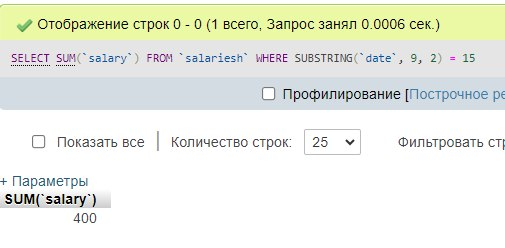 Отображение строк 0 - 0 (1 всего, Запрос занял 0.0006 сек.)
SELECT SUM(`salary`) FROM `salariesh` WHERE SUBSTRING(`date`, 9, 2) = 15
Профилирование [Построчное ре
Показать все | Количество строк: 25 Фильтровать стр
+ Параметры
SUM(`salary`)
400